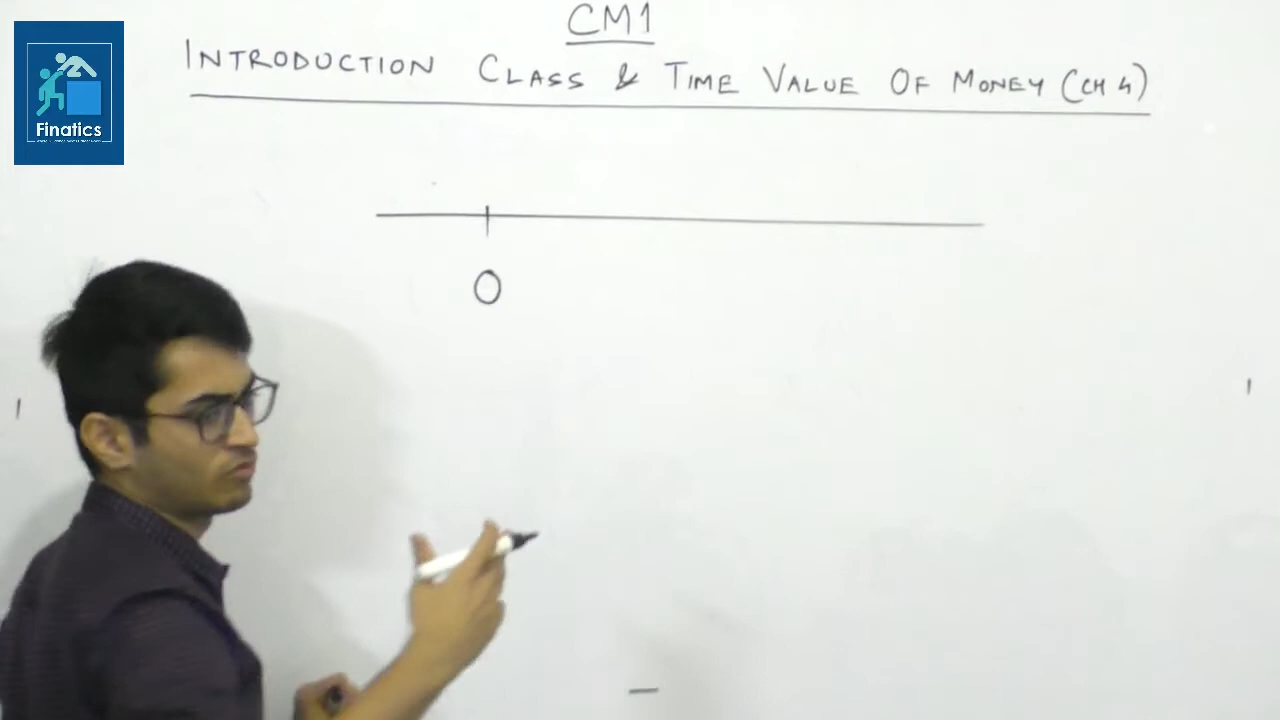 CM1
INTRODUCTION CLASS & TIME VALUE OF MONEY (CH 4)
0
Finatics